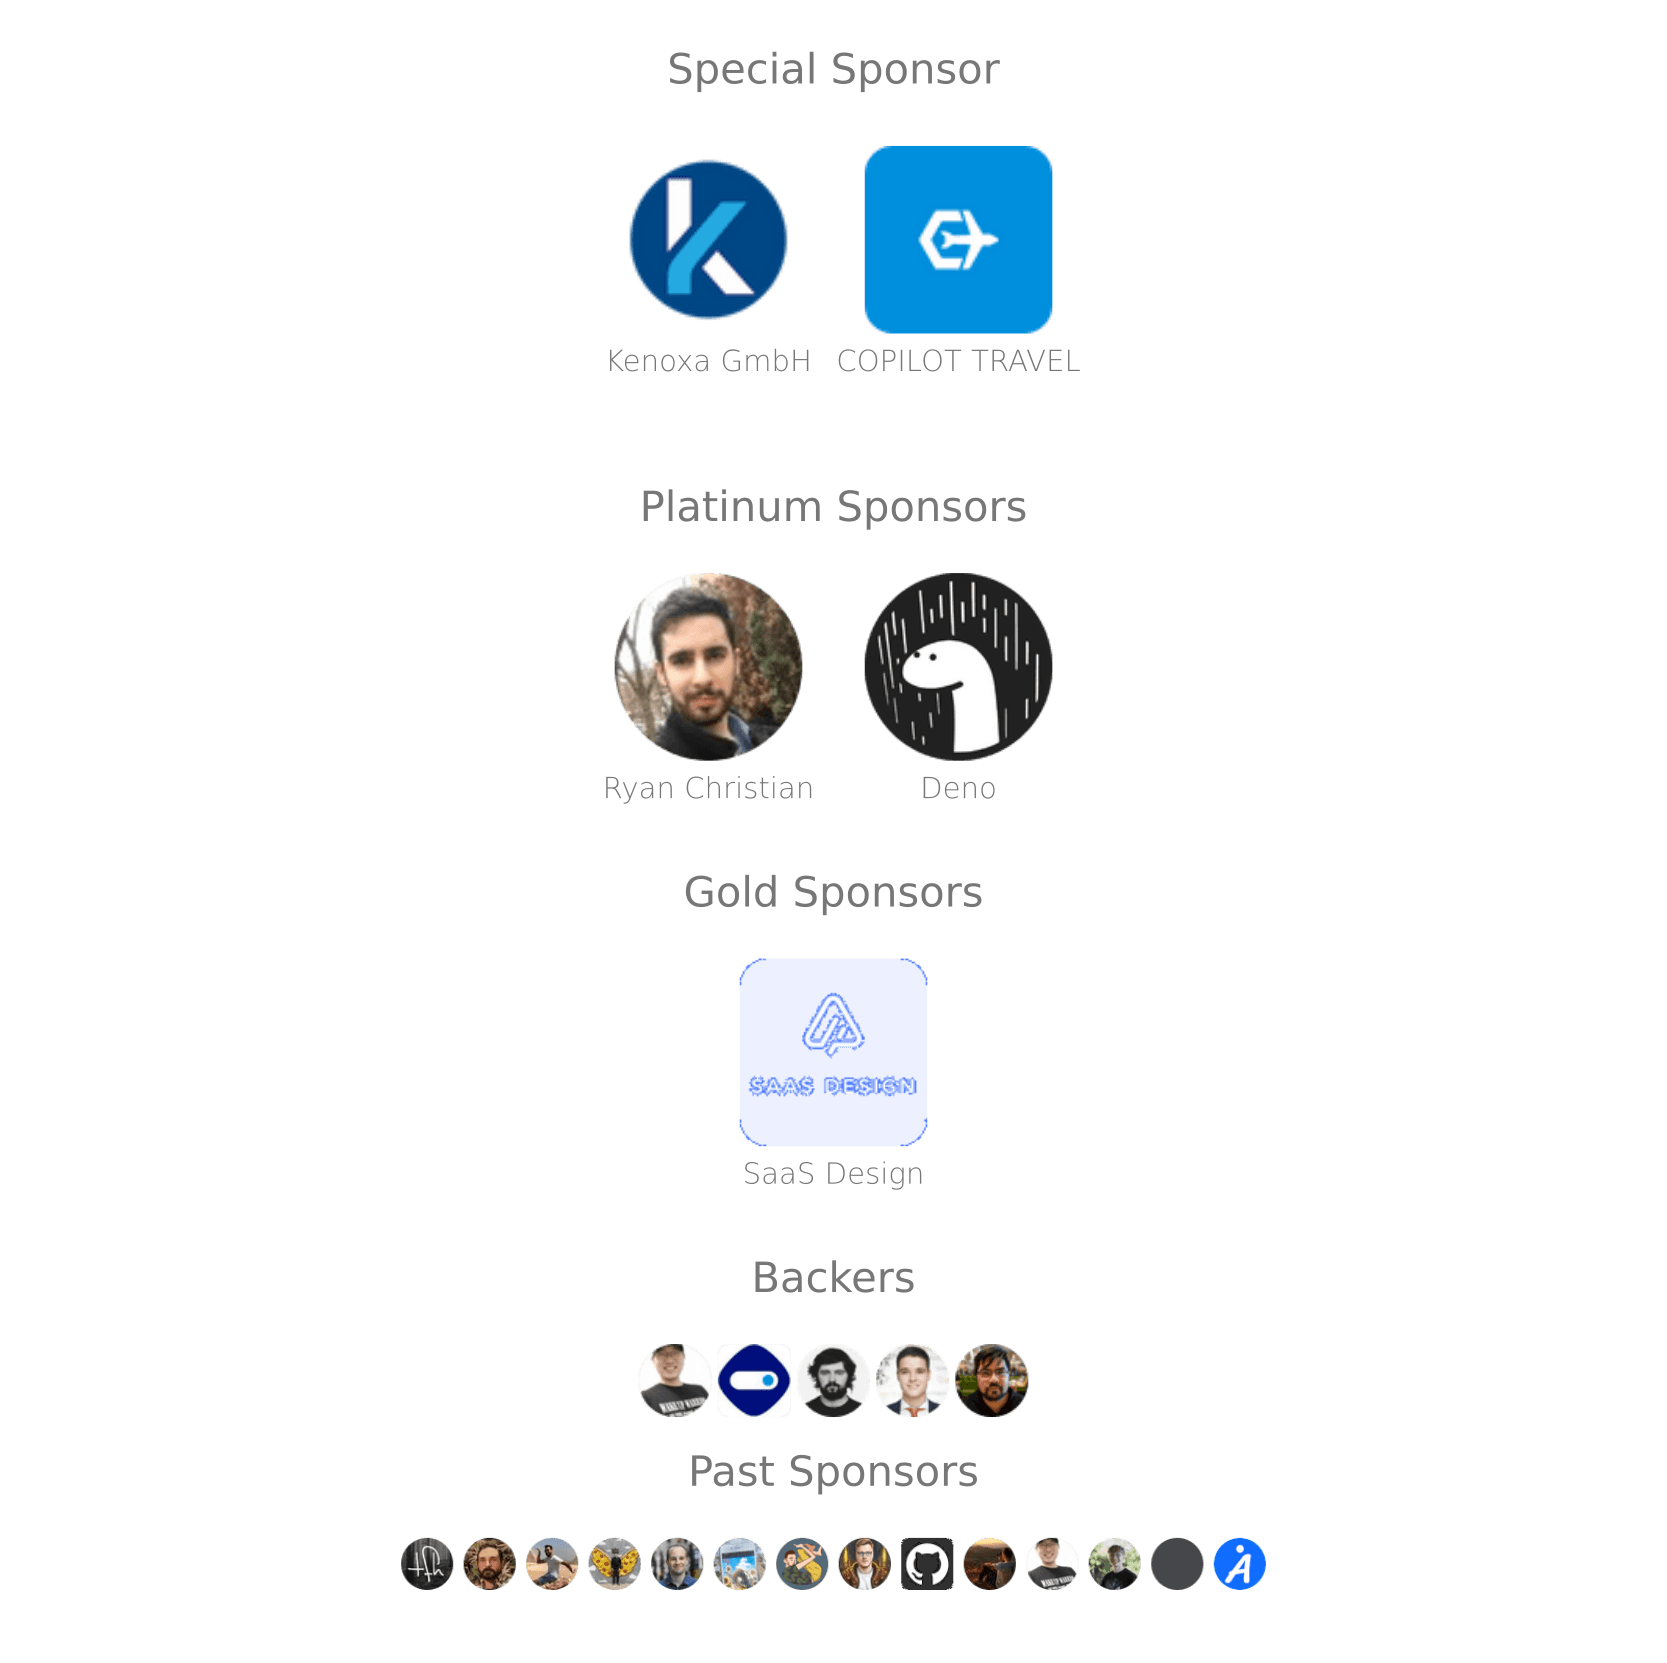 Special Sponsor
Kenoxa GmbH
COPILOT TRAVEL
Platinum Sponsors
Ryan Christian
Deno
Gold Sponsors
SAAS DESIGN
SaaS Design
Backers
Past Sponsors